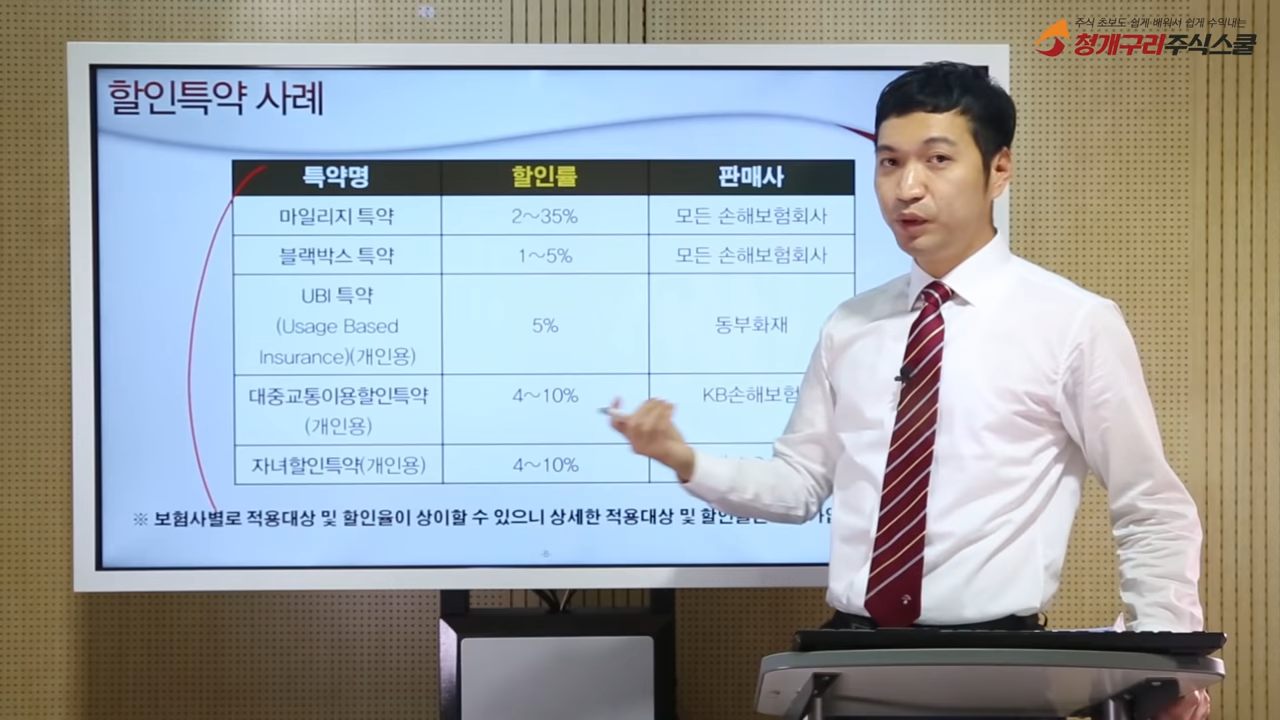 주식 초보도 쉽게 배워서 쉽게 수익내는
청개구리주식스쿨
할인특약 사례
특약명 할인률 판매사
마일리지 특약 2~35% 모든 손해보험회사
블랙박스 특약 1~5% 모든 손해보험회사
UBI 특약
(Usage Based
Insurance)(개인용) 5% 동부화재
대중교통이용할인특약
(개인용) 4~10% KB손해보험
자녀할인특약(개인용) 4~10%
※ 보험사별로 적용대상 및 할인율이 상이할 수 있으니 상세한 적용대상 및